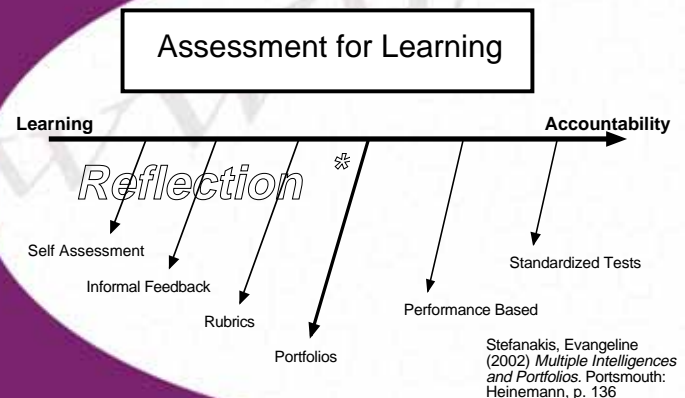 Assessment for Learning
Learning
Accountability
Reflection
*
Self Assessment
Informal Feedback
Rubrics
Portfolios
Performance Based
Standardized Tests
Stefanakis, Evangeline
(2002) Multiple Intelligences
and Portfolios. Portsmouth:
Heinemann, p. 136